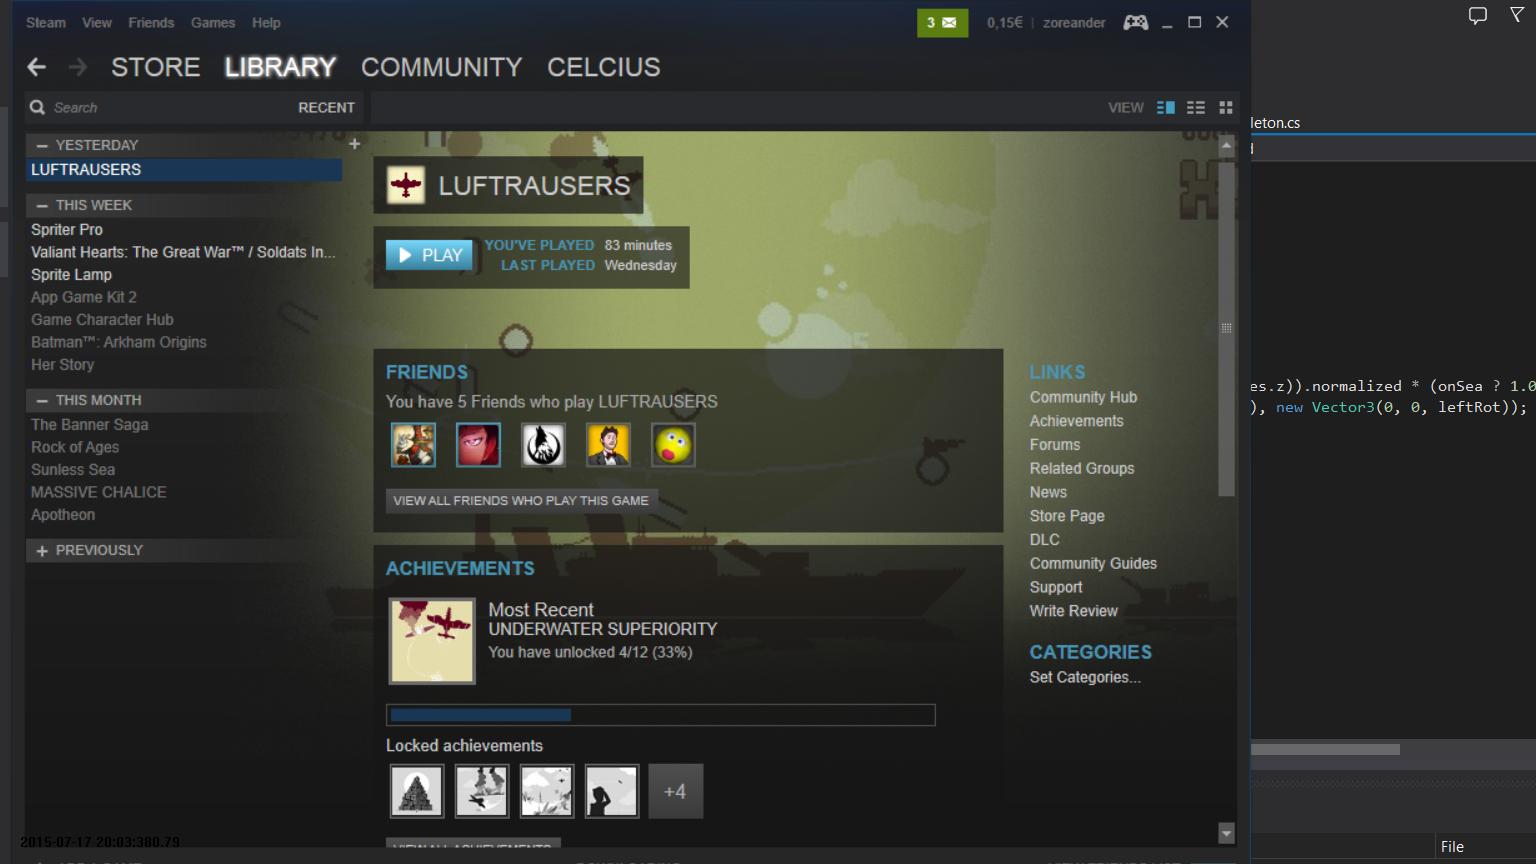 Steam View Friends Games Help
3 0,15€ | zoreander
STORE LIBRARY COMMUNITY CELCIUS
Search RECENT
VIEW
leton.cs
YESTERDAY
LUFTRAUSERS
THIS WEEK
Spriter Pro
Valiant Hearts: The Great War™ / Soldats In...
Sprite Lamp
App Game Kit 2
Game Character Hub
Batman™: Arkham Origins
Her Story
THIS MONTH
The Banner Saga
Rock of Ages
Sunless Sea
MASSIVE CHALICE
Apotheon
PREVIOUSLY
LUFTRAUSERS
PLAY
YOU'VE PLAYED 83 minutes
LAST PLAYED Wednesday
FRIENDS
You have 5 Friends who play LUFTRAUSERS
VIEW ALL FRIENDS WHO PLAY THIS GAME
ACHIEVEMENTS
Most Recent
UNDERWATER SUPERIORITY
You have unlocked 4/12 (33%)
Locked achievements
+4
VIEW ALL ACHIEVEMENTS
LINKS
Community Hub
Achievements
Forums
Related Groups
News
Store Page
DLC
Community Guides
Support
Write Review
CATEGORIES
Set Categories...
es.z)).normalized * (onSea ? 1.0
), new Vector3(0, 0, leftRot));
2015-07-17 20:03:380.79
File